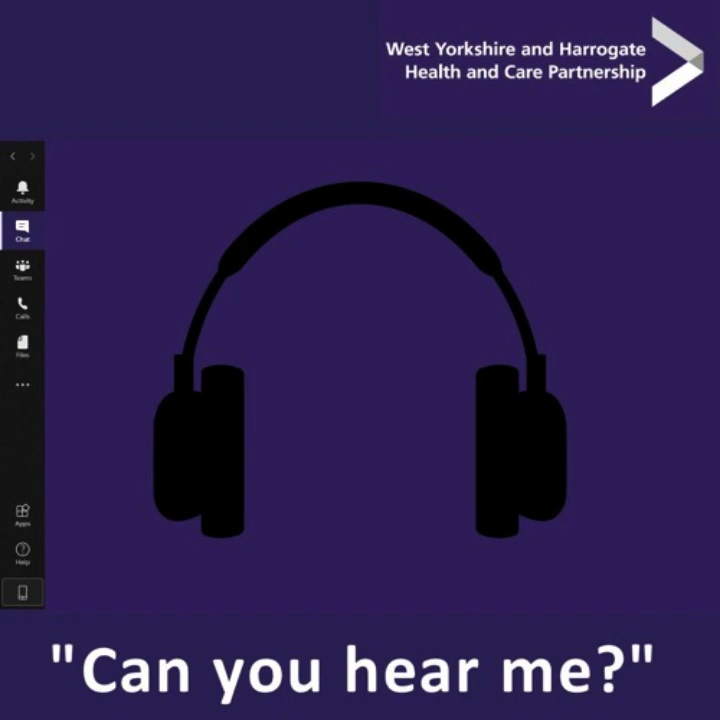 West Yorkshire and Harrogate
Health and Care Partnership
Activity
Chat
Teams
Calls
Files
Apps
Help
"Can you hear me?"